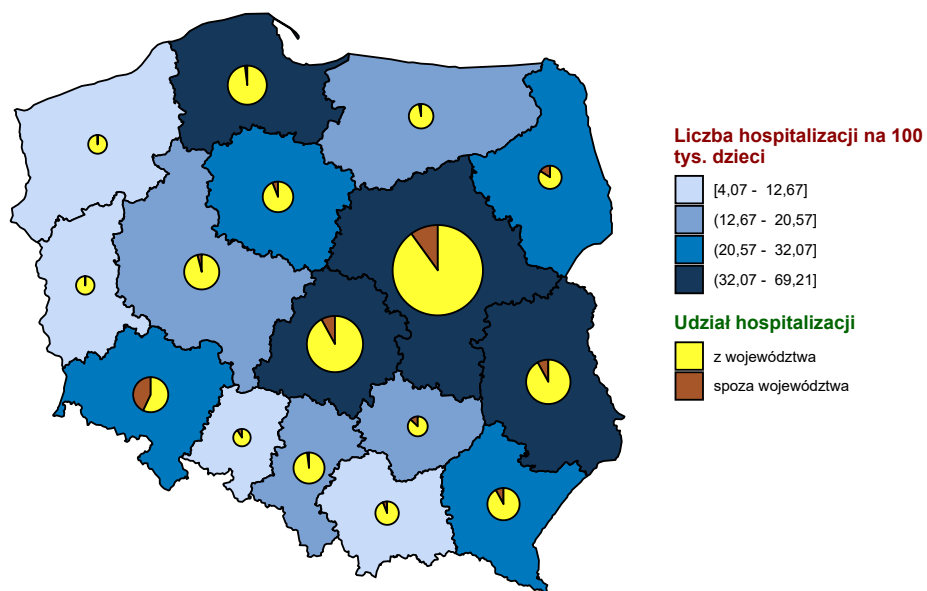 Liczba hospitalizacji na 100
tys. dzieci
[4,07 - 12,67]
(12,67 - 20,57]
(20,57 - 32,07]
(32,07 - 69,21]
Udział hospitalizacji
z województwa
spoza województwa